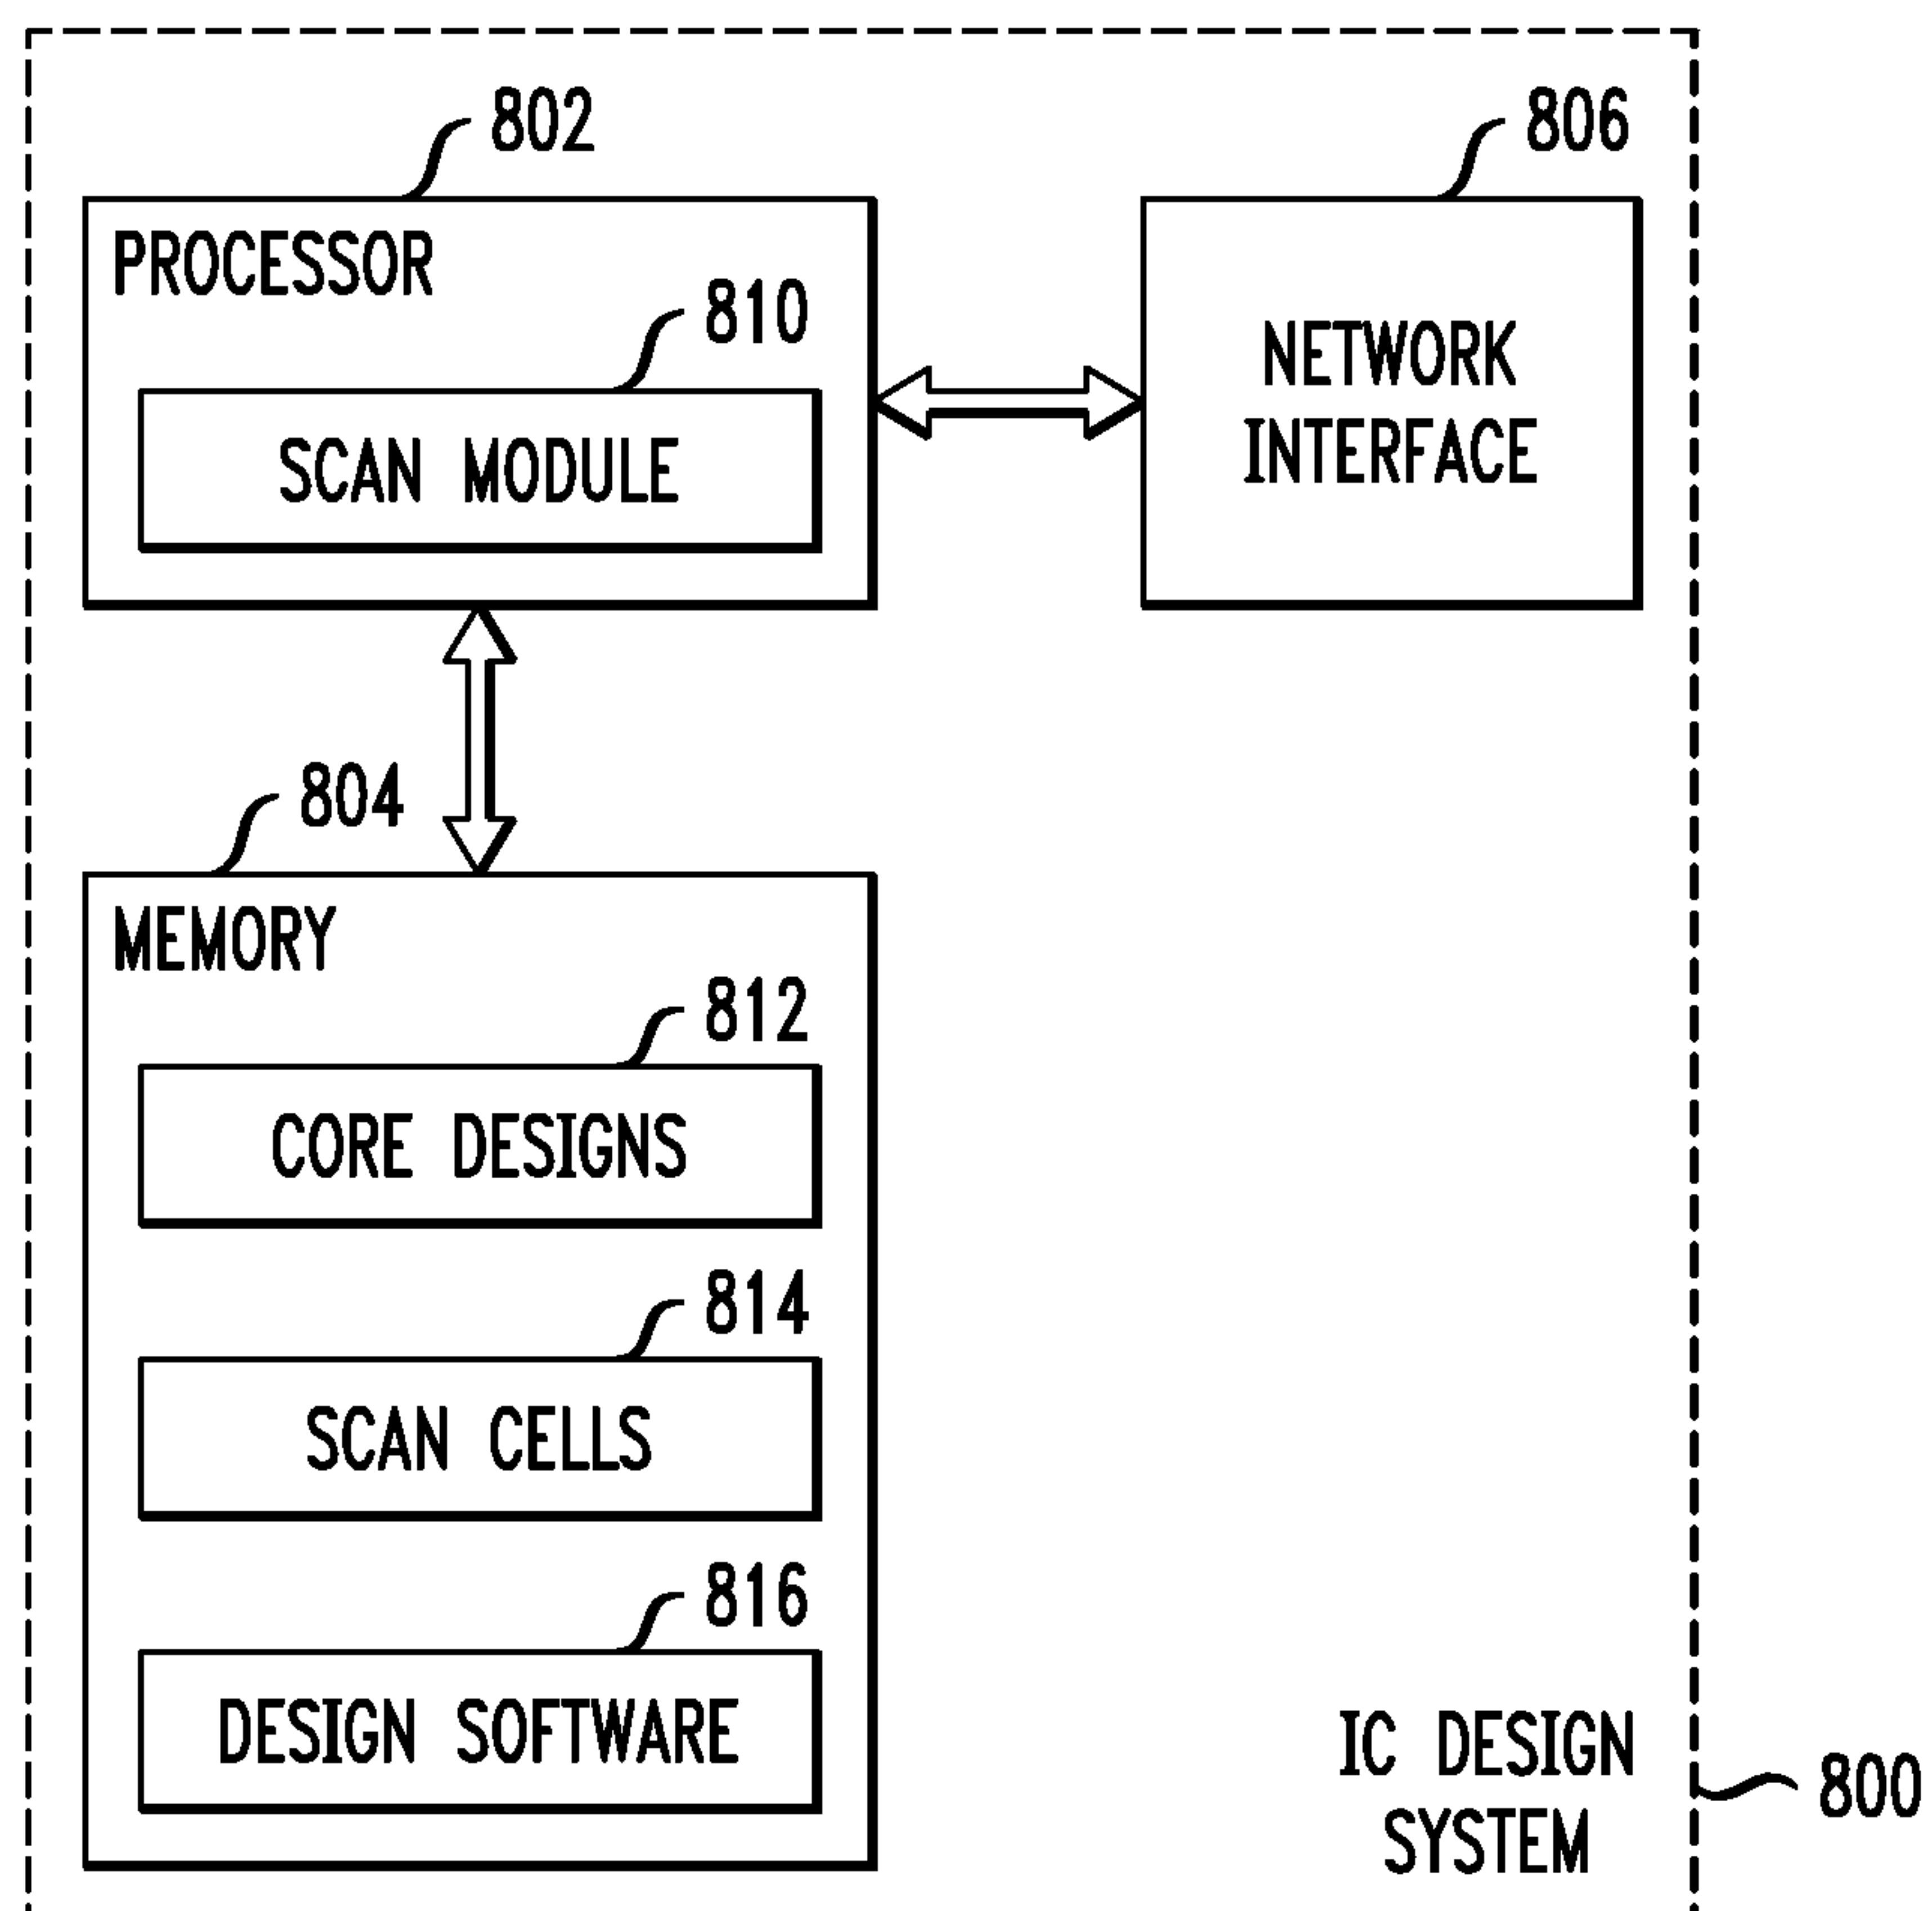 802
806
PROCESSOR
810
SCAN MODULE
NETWORK
INTERFACE
804
MEMORY
812
CORE DESIGNS
814
SCAN CELLS
816
DESIGN SOFTWARE
IC DESIGN
SYSTEM
800